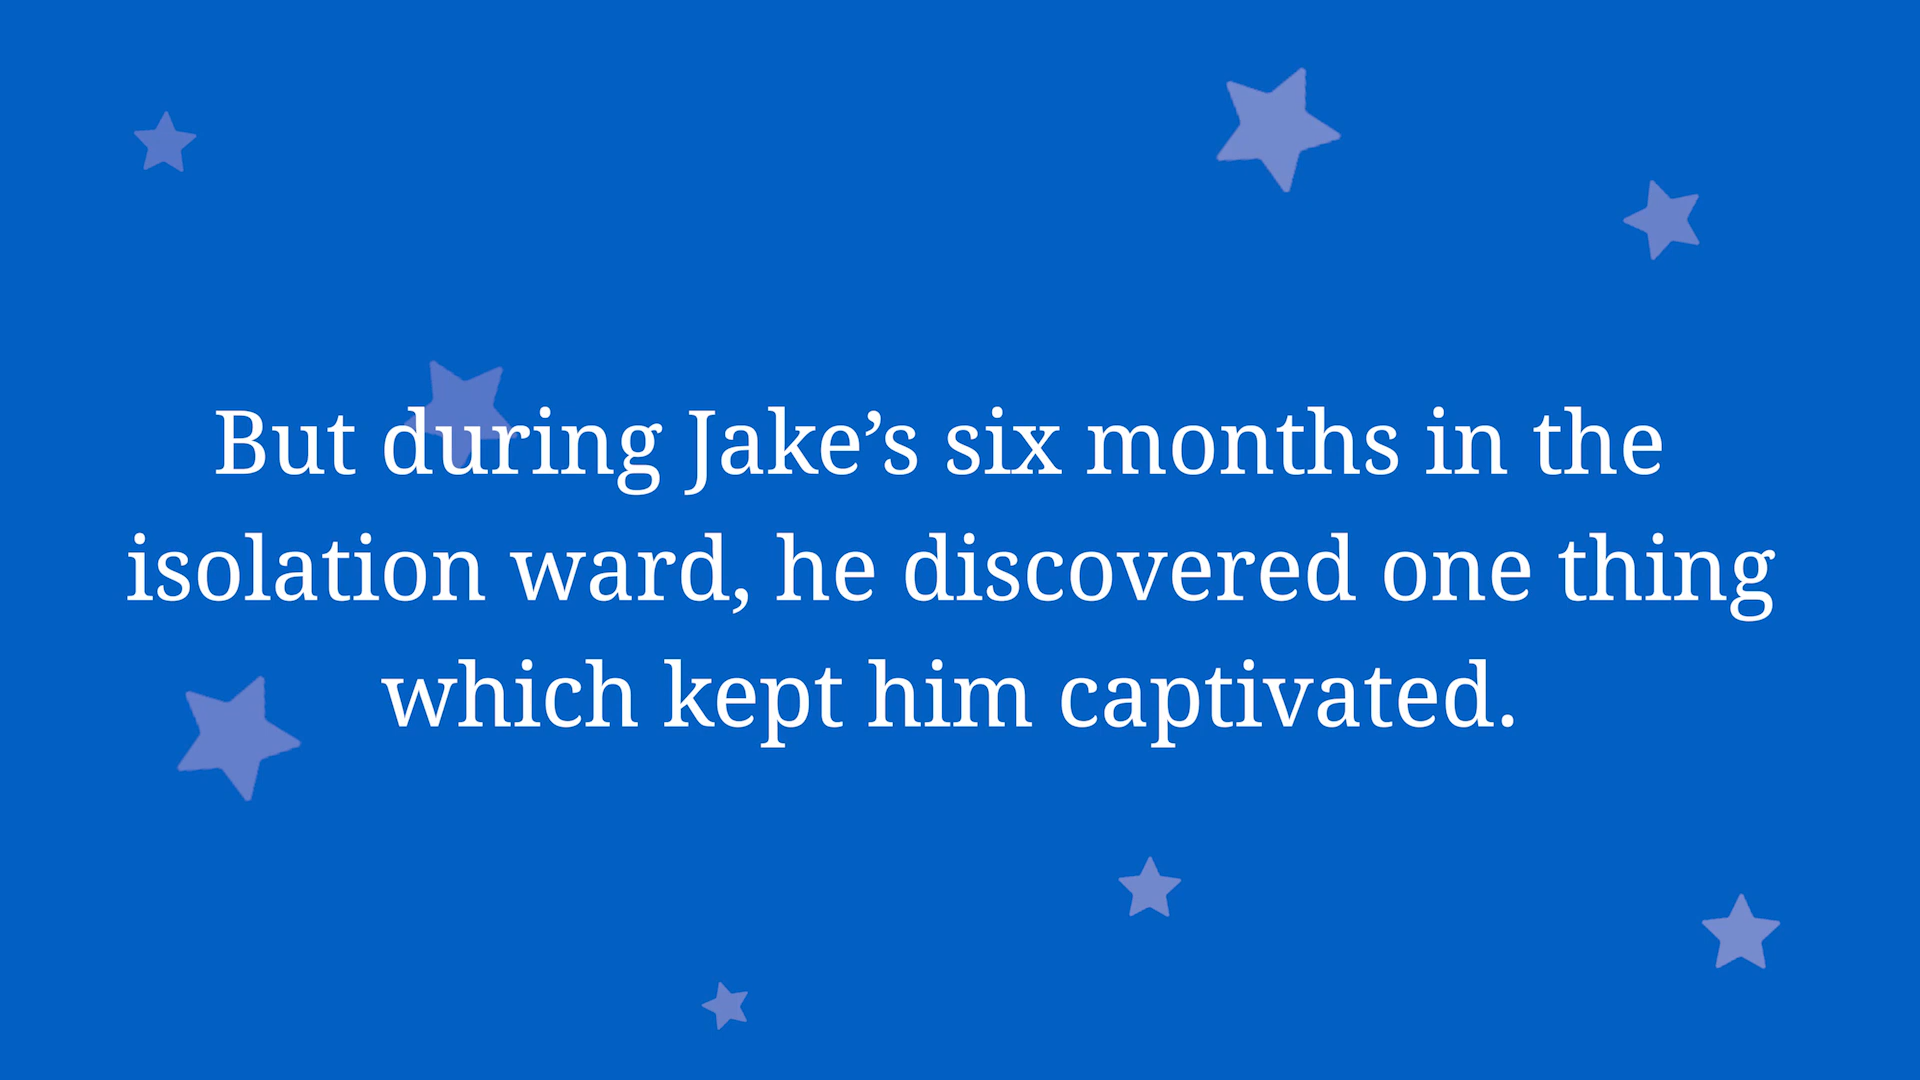 But during Jake’s six months in the
isolation ward, he discovered one thing
which kept him captivated.